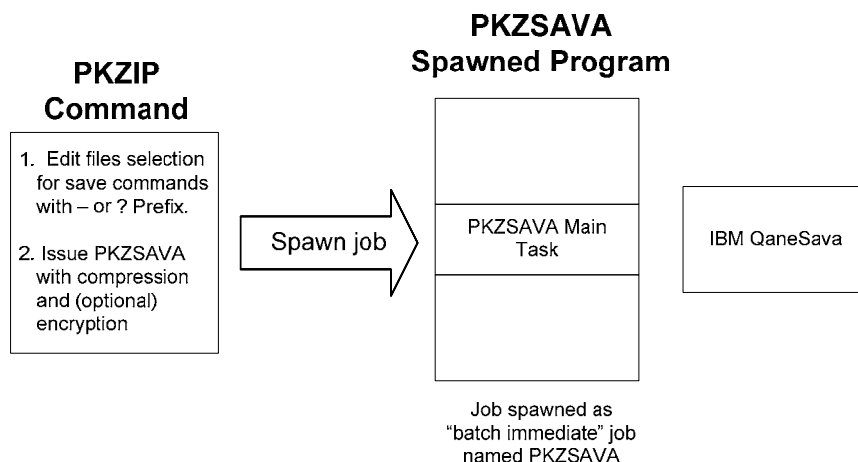 PKZIP
Command
1. Edit files selection
for save commands
with – or ? Prefix.
2. Issue PKZSAVA
with compression
and (optional)
encryption
Spawn job
PKZSAVA
Spawned Program
PKZSAVA Main
Task
Job spawned as
“batch immediate” job
named PKZSAVA
IBM QaneSava